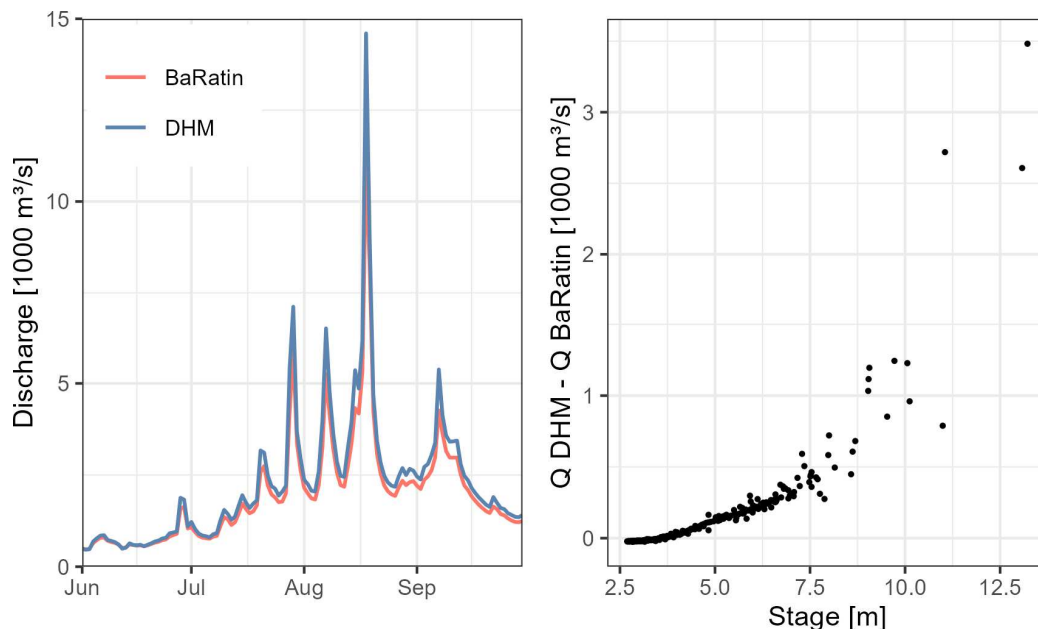 15
10
5
0
Discharge [1000 m³/s]
BaRatin
DHM
Jun
Jul
Aug
Sep
3
2
1
0
Q DHM - Q BaRatin [1000 m³/s]
2.5
5.0
7.5
10.0
12.5
Stage [m]